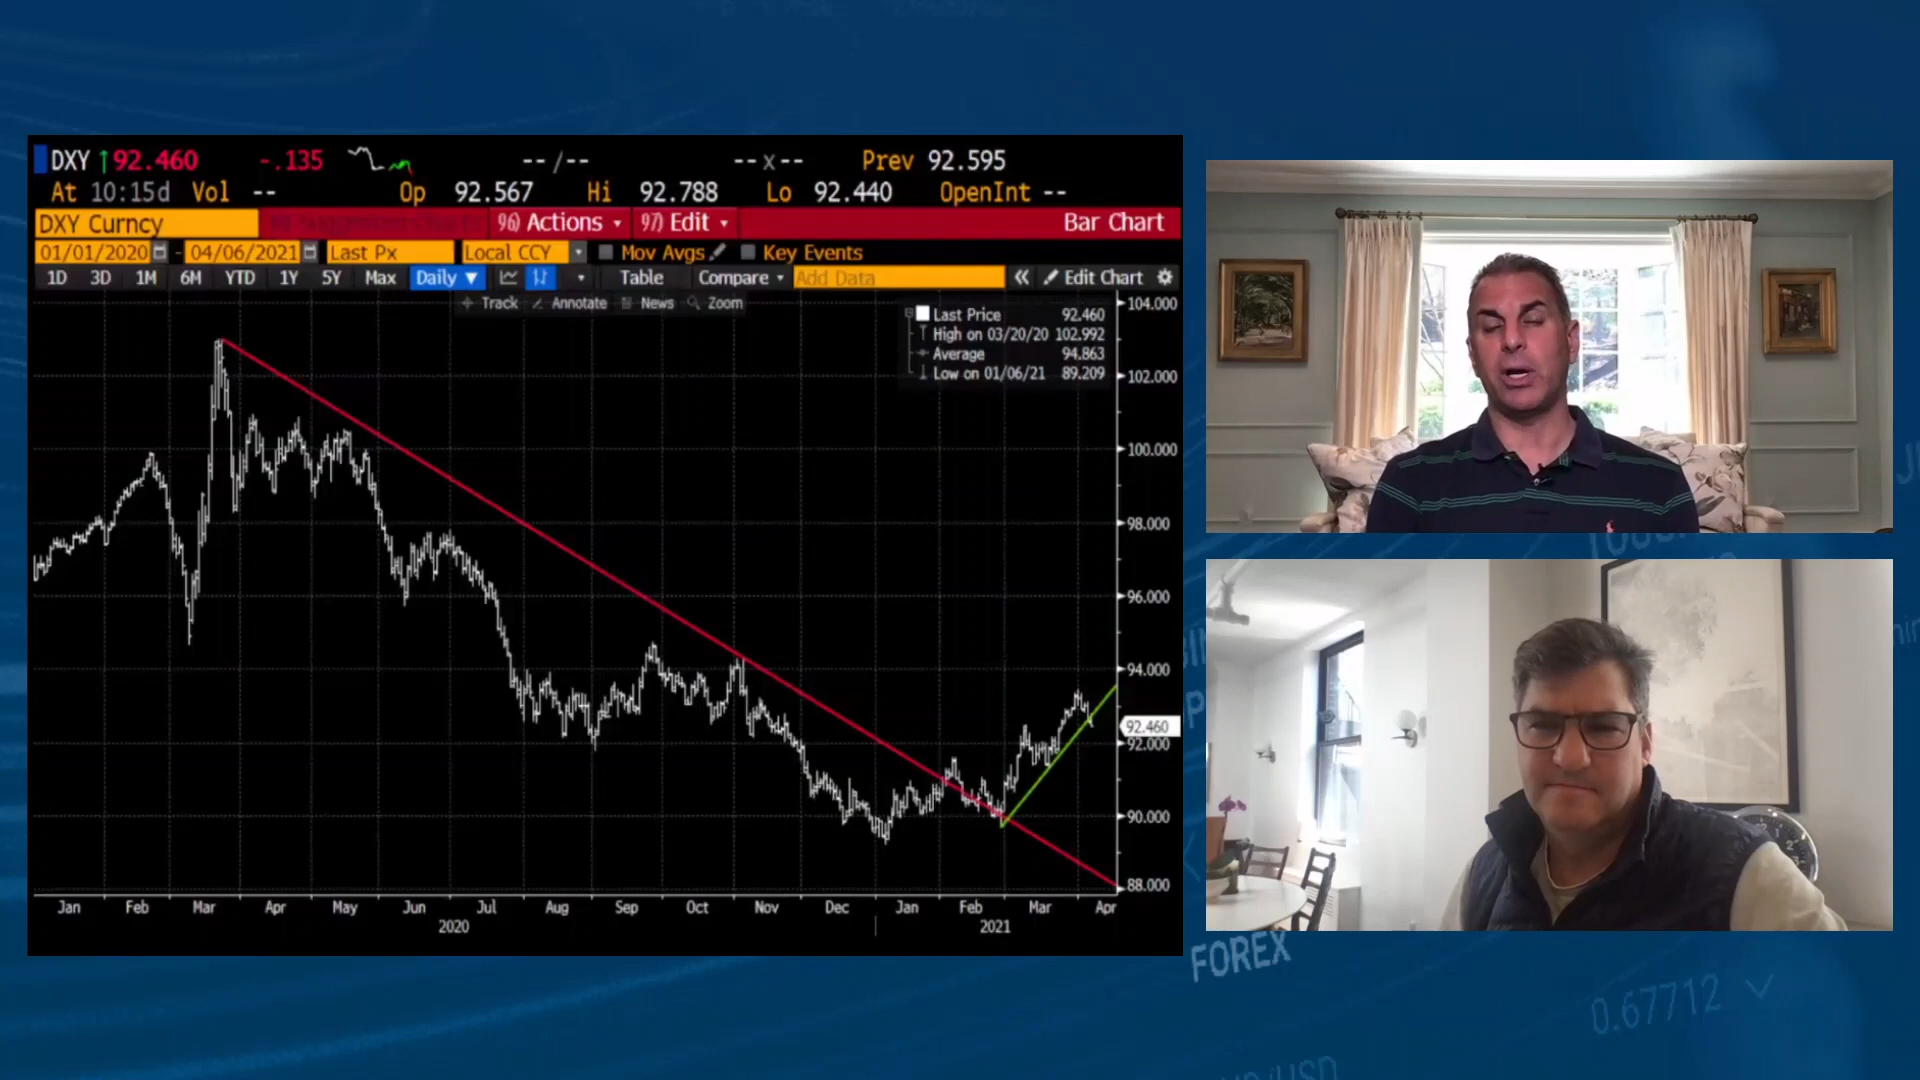 DXY ↑92.460 -.135 -- /-- --x-- Prev 92.595
At 10:15d Vol -- Op 92.567 Hi 92.788 Lo 92.440 OpenInt --
DXY Curncy 96) Actions 97) Edit Bar Chart
01/01/2020 - 04/06/2021 Last Px Local CCY Mov Avgs Key Events
1D 3D 1M 6M YTD 1Y 5Y Max Daily ▼ Table Compare Add Data « Edit Chart
Track Annotate News Zoom
Last Price 92.460
High on 03/20/20 102.992
Average 94.863
Low on 01/06/21 89.209
104.000
102.000
100.000
98.000
96.000
94.000
92.460
92.000
90.000
88.000
Jan Feb Mar Apr May Jun Jul Aug Sep Oct Nov Dec Jan Feb Mar Apr
2020 2021
FOREX
0.67712